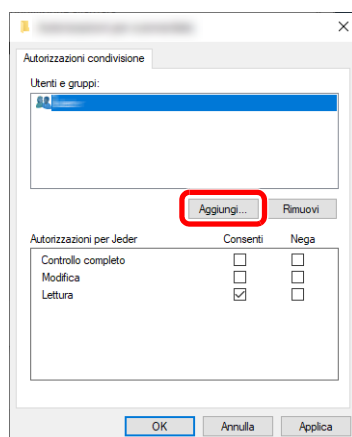 Autorizzazioni condivisione
Utenti e gruppi:
Aggiungi... Rimuovi
Autorizzazioni per Jeder Consenti Nega
Controllo completo
Modifica
Lettura
OK Annulla Applica